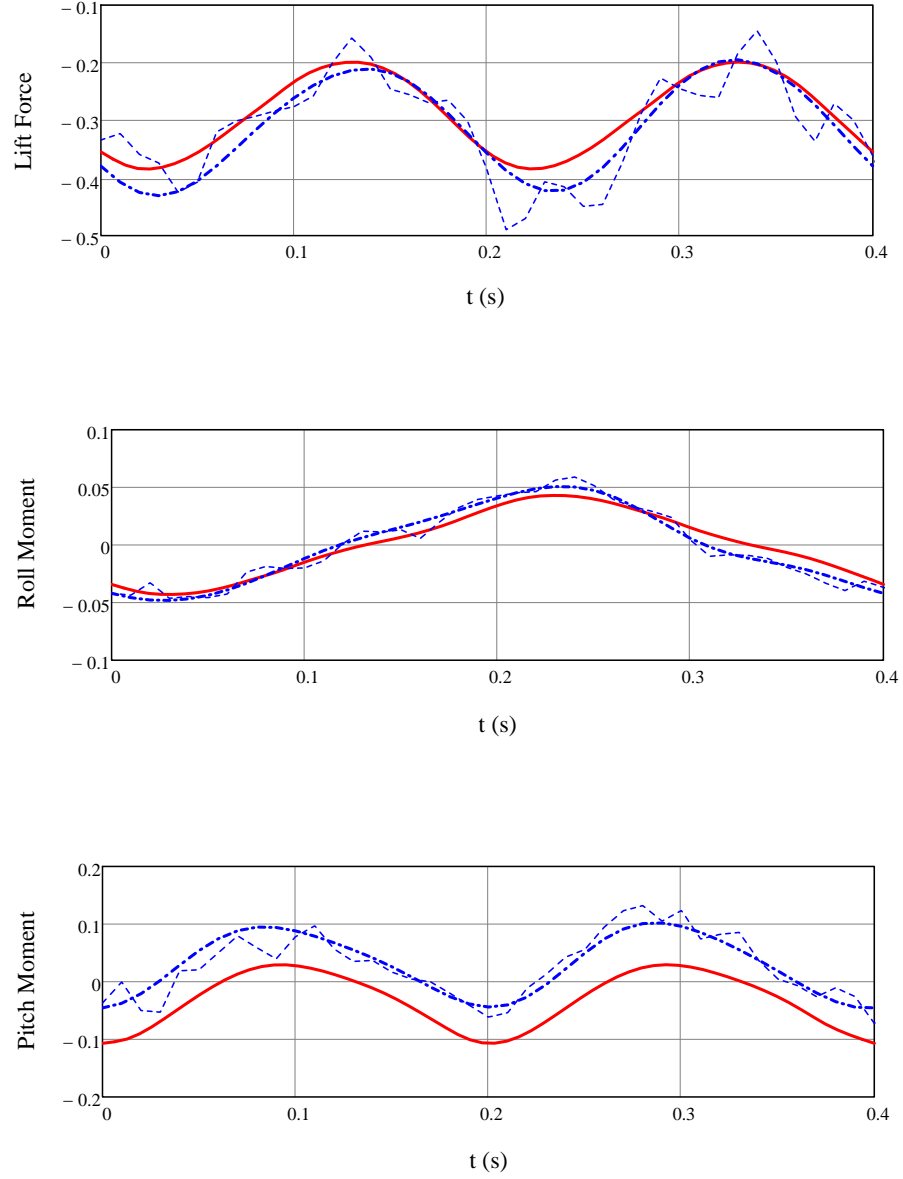 − 0.1
− 0.2
− 0.3
− 0.4
− 0.5
Lift Force
0 0.1 0.2 0.3 0.4
t (s)
0.1
0.05
0
− 0.05
− 0.1
Roll Moment
0 0.1 0.2 0.3 0.4
t (s)
0.2
0.1
0
− 0.1
− 0.2
Pitch Moment
0 0.1 0.2 0.3 0.4
t (s)